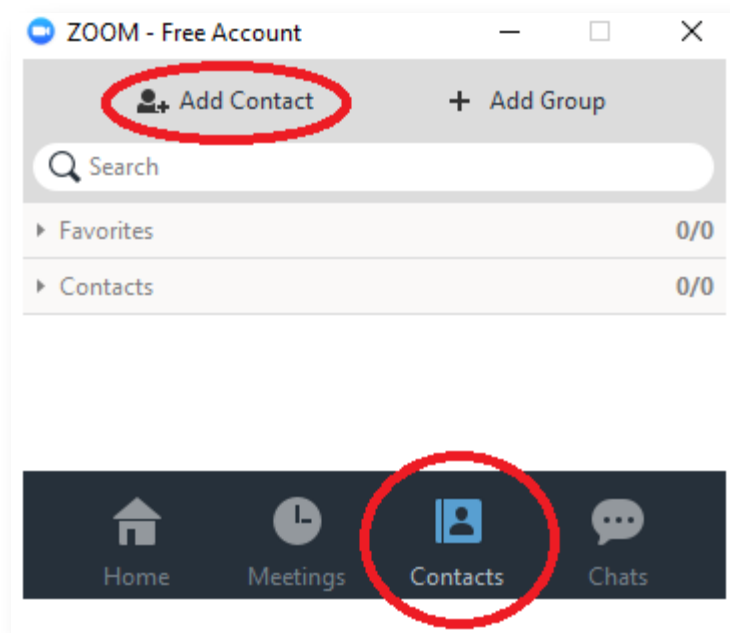 ZOOM - Free Account
Add Contact + Add Group
Search
Favorites 0/0
Contacts 0/0
Home Meetings Contacts Chats